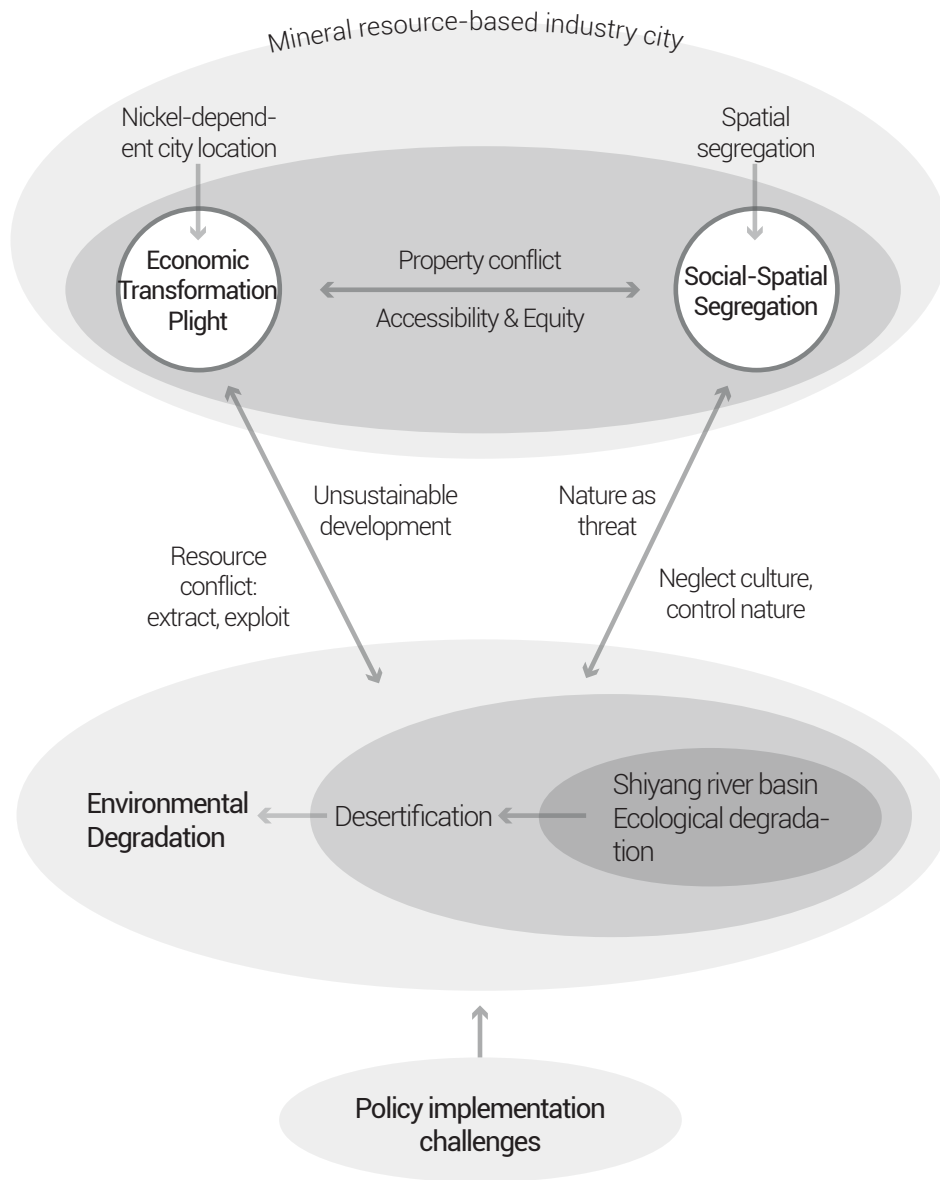 Mineral resource-based industry city
Nickel-depend-
ent city location
Spatial
segregation
Economic
Transformation
Plight
Property conflict
Accessibility & Equity
Social-Spatial
Segregation
Unsustainable
development
Nature as
threat
Resource
conflict:
extract, exploit
Neglect culture,
control nature
Environmental
Degradation
Desertification
Shiyang river basin
Ecological degrada-
tion
Policy implementation
challenges